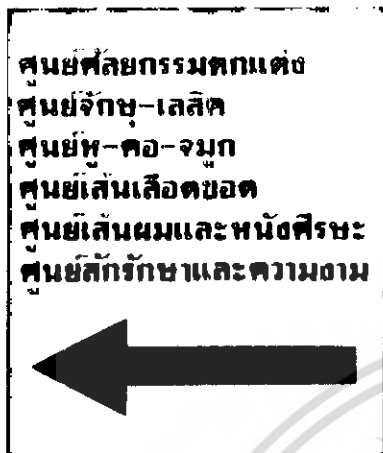 ศูนย์ศัลยกรรมตกแต่ง
ศูนย์จักษุ-เลสิค
ศูนย์หู-คอ-จมูก
ศูนย์เส้นเลือดขอด
ศูนย์เส้นผมและหนังศีรษะ
ศูนย์สักรักษาและความงาม